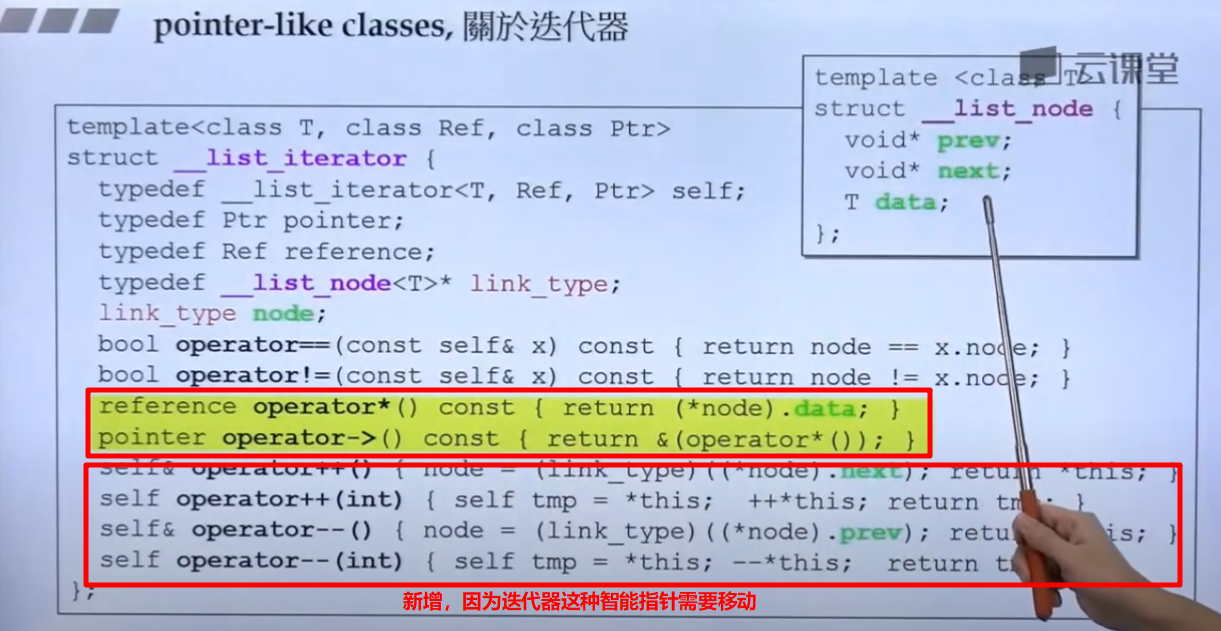 pointer-like classes, 關於迭代器
云课堂
template <class T>
struct __list_node {
void* prev;
void* next;
T data;
};
template<class T, class Ref, class Ptr>
struct __list_iterator {
typedef __list_iterator<T, Ref, Ptr> self;
typedef Ptr pointer;
typedef Ref reference;
typedef __list_node<T>* link_type;
link_type node;
bool operator==(const self& x) const { return node == x.node; }
bool operator!=(const self& x) const { return node != x.node; }
reference operator*() const { return (*node).data; }
pointer operator->() const { return &(operator*()); }
self& operator++() { node = (link_type)((*node).next); return *this; }
self operator++(int) { self tmp = *this; ++*this; return tmp; }
self& operator--() { node = (link_type)((*node).prev); return *this; }
self operator--(int) { self tmp = *this; --*this; return
};
新增，因为迭代器这种智能指针需要移动